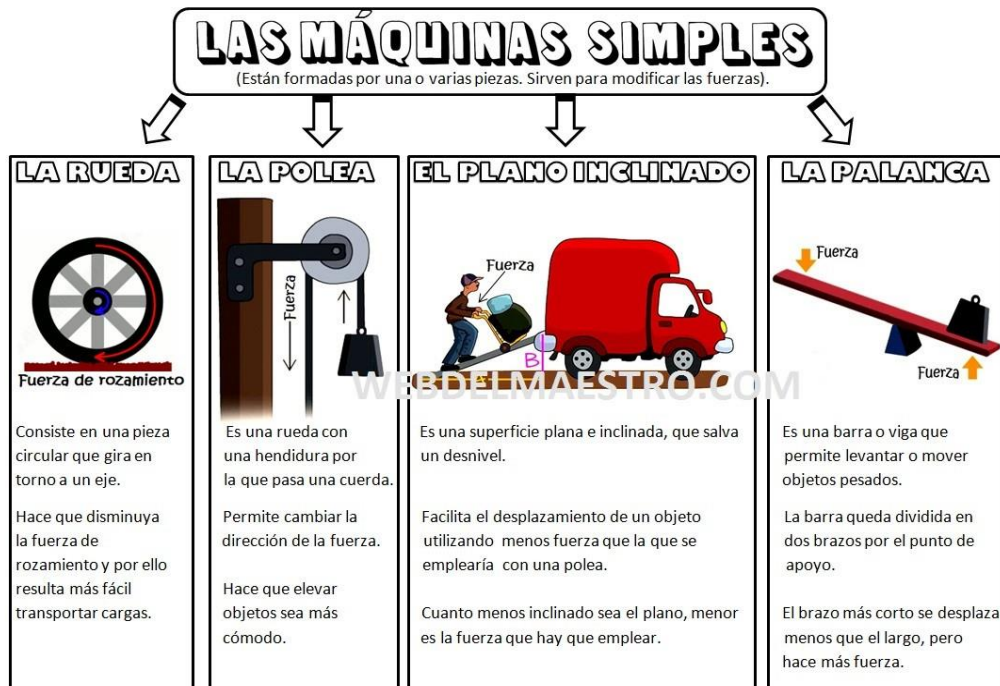 LAS MÁQUINAS SIMPLES
(Están formadas por una o varias piezas. Sirven para modificar las fuerzas).
LA RUEDA
Fuerza de rozamiento
Consiste en una pieza
circular que gira en
torno a un eje.
Hace que disminuya
la fuerza de
rozamiento y por ello
resulta más fácil
transportar cargas.
LA POLEA
Fuerza
Es una rueda con
una hendidura por
la que pasa una cuerda.
Permite cambiar la
dirección de la fuerza.
Hace que elevar
objetos sea más
cómodo.
EL PLANO INCLINADO
Fuerza
B
A
Es una superficie plana e inclinada, que salva
un desnivel.
Facilita el desplazamiento de un objeto
utilizando menos fuerza que la que se
emplearía con una polea.
Cuanto menos inclinado sea el plano, menor
es la fuerza que hay que emplear.
LA PALANCA
Fuerza
Fuerza
Es una barra o viga que
permite levantar o mover
objetos pesados.
La barra queda dividida en
dos brazos por el punto de
apoyo.
El brazo más corto se desplaza
menos que el largo, pero
hace más fuerza.
WEBDELMAESTRO.COM